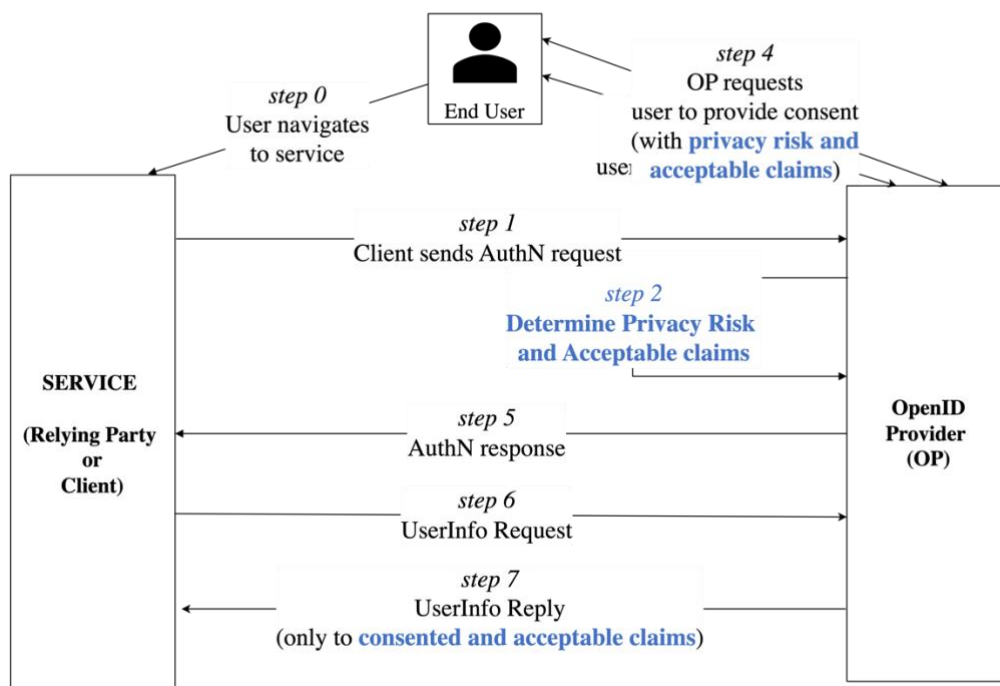 End User
step 0
User navigates
to service
step 4
OP requests
user to provide consent
(with privacy risk and
acceptable claims)
step 1
Client sends AuthN request
step 2
Determine Privacy Risk
and Acceptable claims
SERVICE
(Relying Party
or
Client)
OpenID
Provider
(OP)
step 5
AuthN response
step 6
UserInfo Request
step 7
UserInfo Reply
(only to consented and acceptable claims)